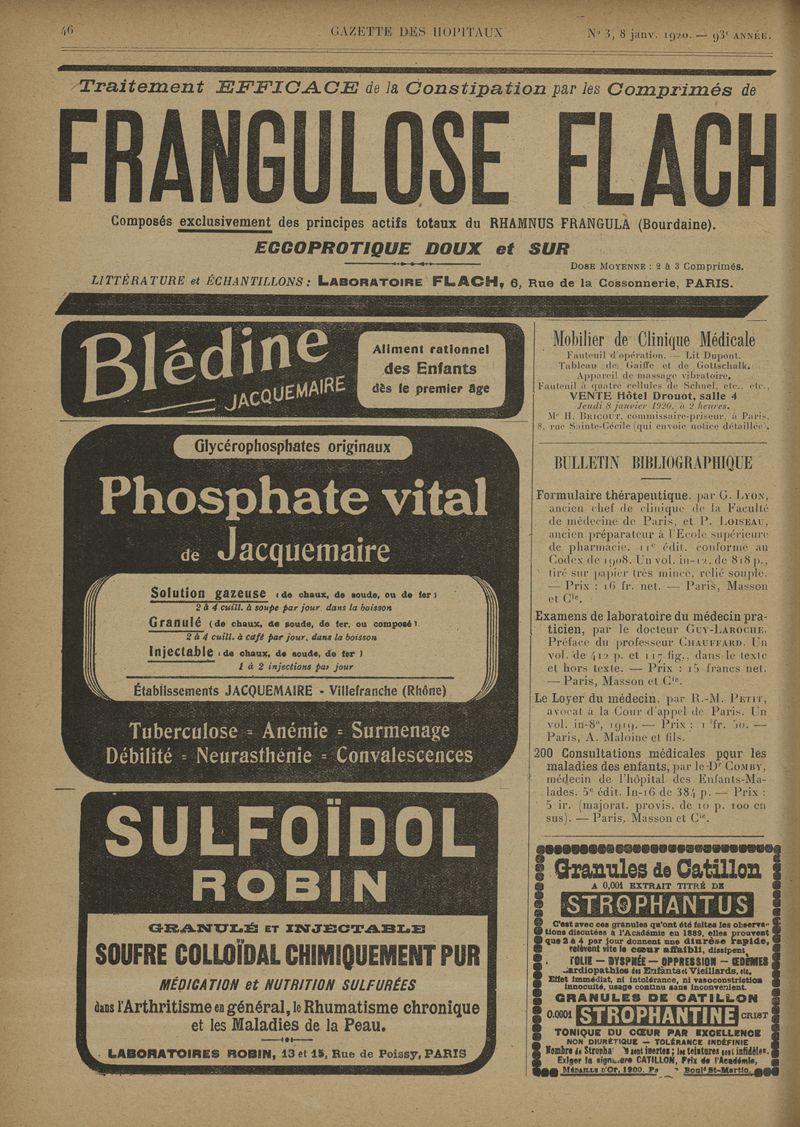 46
GAZETTE DES HOPITAUX
N° 3, 8 janv. 1920. — 93e ANNÉE.
Traitement EFFICACE de la Constipation par les Comprimés de
FRANGULOSE FLACH
Composés exclusivement des principes actifs totaux du RHAMNUS FRANGULA (Bourdaine).
ECCOPROTIQUE DOUX et SUR
DOSE MOYENNE : 2 à 3 Comprimés.
LITTÉRATURE et ÉCHANTILLONS : LABORATOIRE FLACH, 6, Rue de la Cossonnerie, PARIS.
Blédine
JACQUEMAIRE
Aliment rationnel
des Enfants
dès le premier âge
Glycérophosphates originaux
Phosphate vital
de Jacquemaire
Solution gazeuse (de chaux, de soude, ou de fer)
2 à 4 cuill. à soupe par jour dans la boisson
Granulé (de chaux, de soude, de fer, ou composé)
2 à 4 cuill. à café par jour, dans la boisson
Injectable (de chaux, de soude, de fer)
1 à 2 injections par jour
Établissements JACQUEMAIRE - Villefranche (Rhône)
Tuberculose = Anémie = Surmenage
Débilité = Neurasthénie = Convalescences
SULFOÏDOL
ROBIN
GRANULÉ ET INJECTABLE
SOUFRE COLLOÏDAL CHIMIQUEMENT PUR
MÉDICATION et NUTRITION SULFURÉES
dans l'Arthritisme en général, le Rhumatisme chronique
et les Maladies de la Peau.
LABORATOIRES ROBIN, 13 et 15, Rue de Poissy, PARIS
Mobilier de Clinique Médicale
Fauteuil d'opération. — Lit Dupont.
Tableau de Gaiffe et de Gottschalk.
Appareil de massage vibratoire.
Fauteuil à quatre cellules de Schnel, etc., etc.,
VENTE Hôtel Drouot, salle 4
Jeudi 8 janvier 1920, à 2 heures.
Me H. BRICOUT, commissaire-priseur, à Paris,
8, rue Sainte-Cécile (qui envoie notice détaillée).
BULLETIN BIBLIOGRAPHIQUE
Formulaire thérapeutique, par G. LYON,
ancien chef de clinique de la Faculté
de médecine de Paris, et P. LOISEAU,
ancien préparateur à l'Ecole supérieure
de pharmacie. 11e édit. conforme au
Codex de 1908. Un vol. in-12, de 818 p.,
tiré sur papier très mince, relié souple.
— Prix : 16 fr. net. — Paris, Masson
et Cie.
Examens de laboratoire du médecin pra-
ticien, par le docteur GUY-LAROCHE.
Préface du professeur CHAUFFARD. Un
vol. de 412 p. et 117 fig., dans le texte
et hors texte. — Prix : 15 francs net.
— Paris, Masson et Cie.
Le Loyer du médecin, par R.-M. PETIT,
avocat à la Cour d'appel de Paris. Un
vol. in-8°, 1919. — Prix : 1 fr. 50. —
Paris, A. Maloine et fils.
200 Consultations médicales pour les
maladies des enfants, par le Dr COMBY,
médecin de l'hôpital des Enfants-Ma-
lades. 5e édit. In-16 de 384 p. — Prix :
5 ir. (majorat. provis. de 10 p. 100 en
sus). — Paris, Masson et Cie.
Granules de Catillon
A 0,001 EXTRAIT TITRÉ DE
STROPHANTUS
C'est avec ces granules qu'ont été faites les observa-
tions discutées à l'Académie en 1889, elles prouvent
que 2 à 4 par jour donnent une diurèse rapide,
relèvent vite le cœur affaibli, dissipent
— DYSPNÉE — OPPRESSION — ŒDÈMES
Cardiopathies des Enfants et Vieillards, etc.
Effet immédiat, ni intolérance, ni vasoconstriction
innocuité, usage continu sans inconvénient.
GRANULES DE CATILLON
0.0001 STROPHANTINE CRIST
TONIQUE DU CŒUR PAR EXCELLENCE
NON DIURÉTIQUE — TOLÉRANCE INDÉFINIE
Nombre de sont inertes ; les teintures sont infidèles.
Exiger la signature CATILLON, Prix de l'Académie,
MÉDAILLE D'OR, 1900. Boul St-Martin.